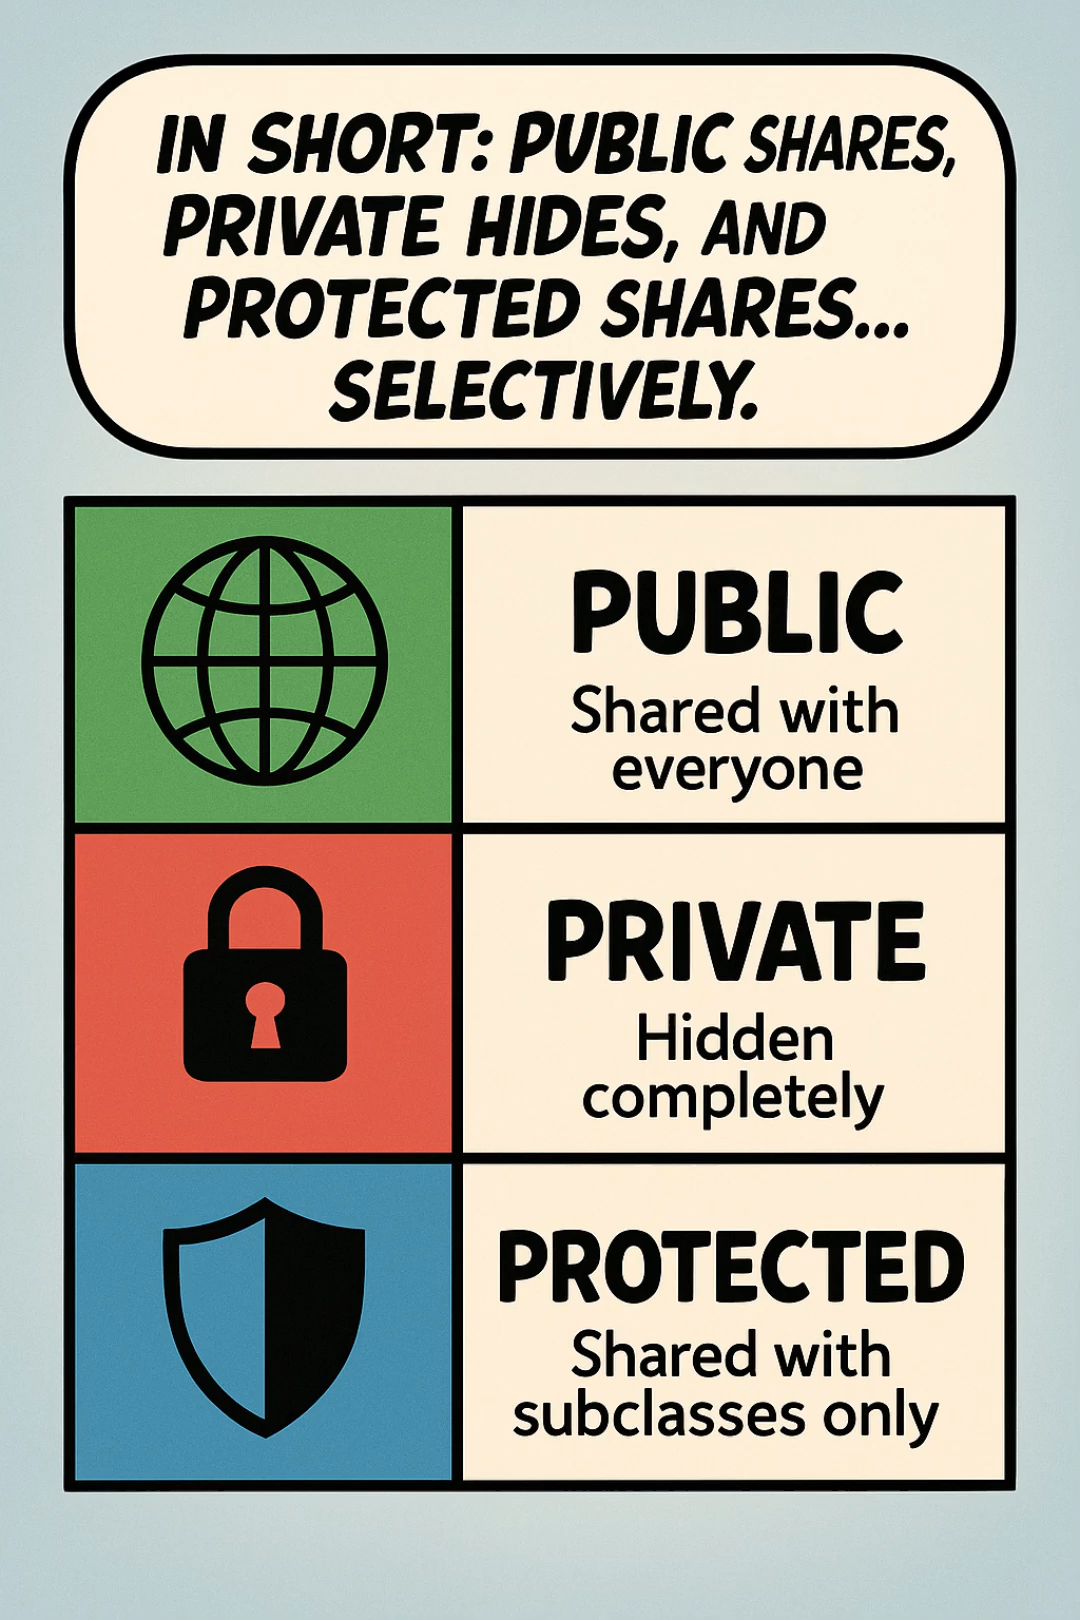 IN SHORT: PUBLIC SHARES,
PRIVATE HIDES, AND
PROTECTED SHARES...
SELECTIVELY.
PUBLIC
Shared with
everyone
PRIVATE
Hidden
completely
PROTECTED
Shared with
subclasses only